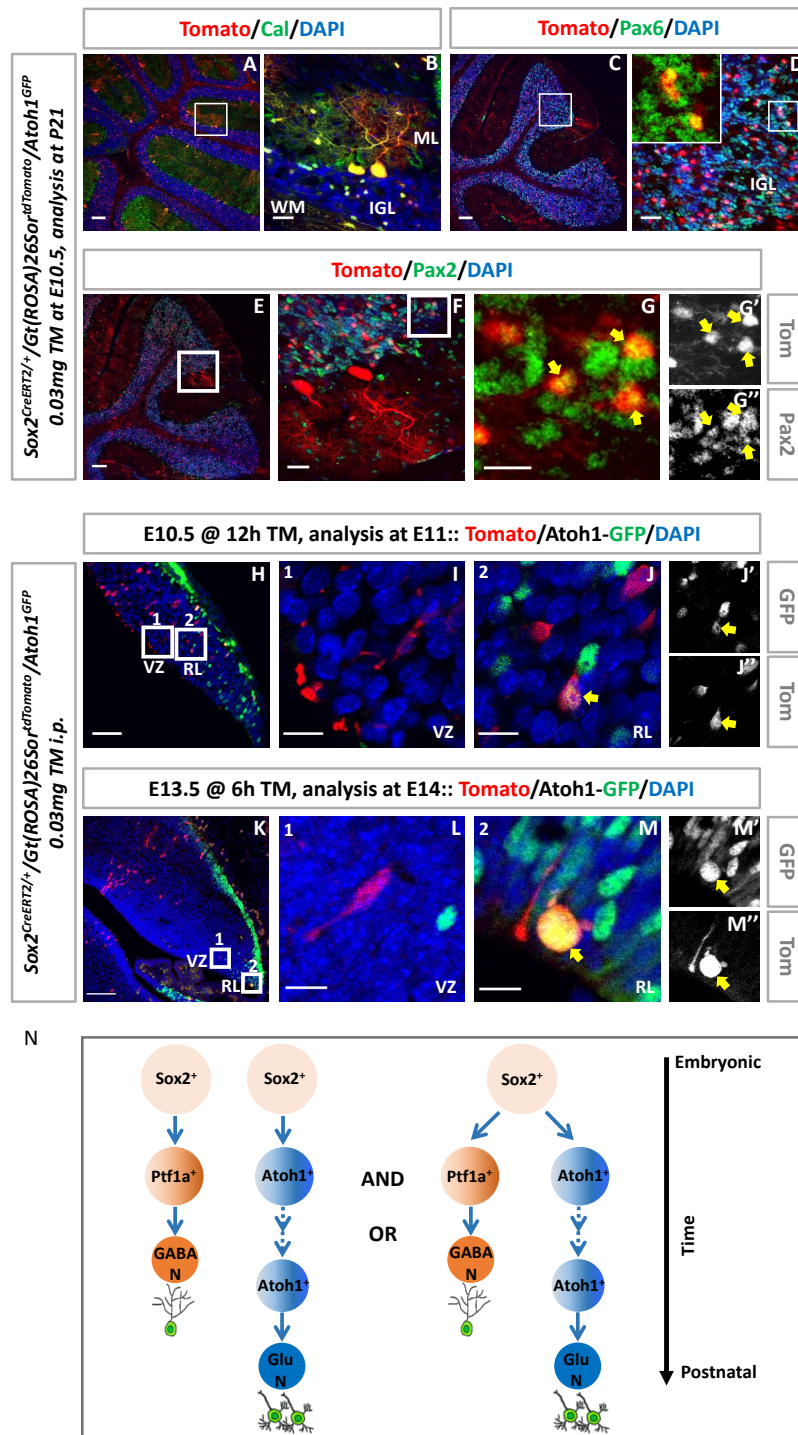 Tomato/Cal/DAPI
Tomato/Pax6/DAPI
Sox2CreERT2/+/Gt(ROSA)26SortdTomato/Atoh1GFP
0.03mg TM at E10.5, analysis at P21
A
B
ML
WM
IGL
C
D
IGL
Tomato/Pax2/DAPI
E
F
G
G'
Tom
G''
Pax2
E10.5 @ 12h TM, analysis at E11:: Tomato/Atoh1-GFP/DAPI
Sox2CreERT2/+/Gt(ROSA)26SortdTomato/Atoh1GFP
0.03mg TM i.p.
H
1
2
VZ
RL
1
I
VZ
2
J
RL
J'
GFP
J''
Tom
E13.5 @ 6h TM, analysis at E14:: Tomato/Atoh1-GFP/DAPI
K
1
VZ
2
RL
1
L
VZ
2
M
RL
M'
GFP
M''
Tom
N
Sox2+
Sox2+
Sox2+
Embryonic
Ptf1a+
Atoh1+
AND
Ptf1a+
Atoh1+
OR
Time
GABA
N
Atoh1+
GABA
N
Atoh1+
Glu
N
Glu
N
Postnatal